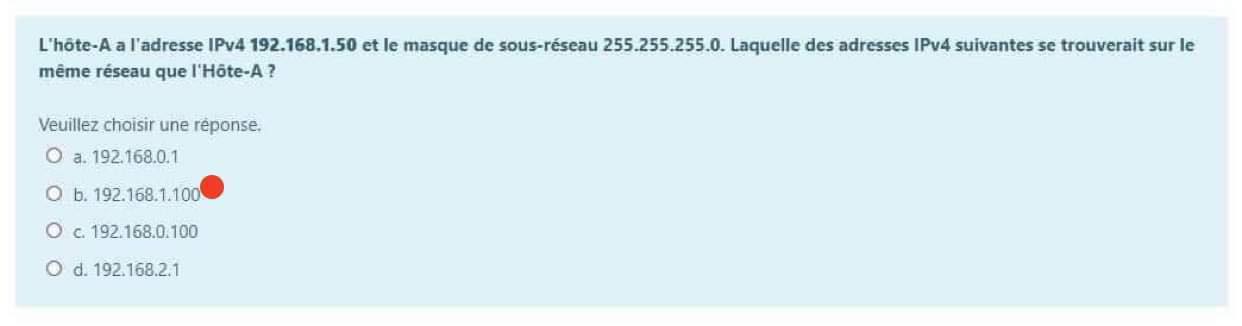 L'hôte-A a l'adresse IPv4 192.168.1.50 et le masque de sous-réseau 255.255.255.0. Laquelle des adresses IPv4 suivantes se trouverait sur le
même réseau que l'Hôte-A ?
Veuillez choisir une réponse.
a. 192.168.0.1
b. 192.168.1.100
c. 192.168.0.100
d. 192.168.2.1